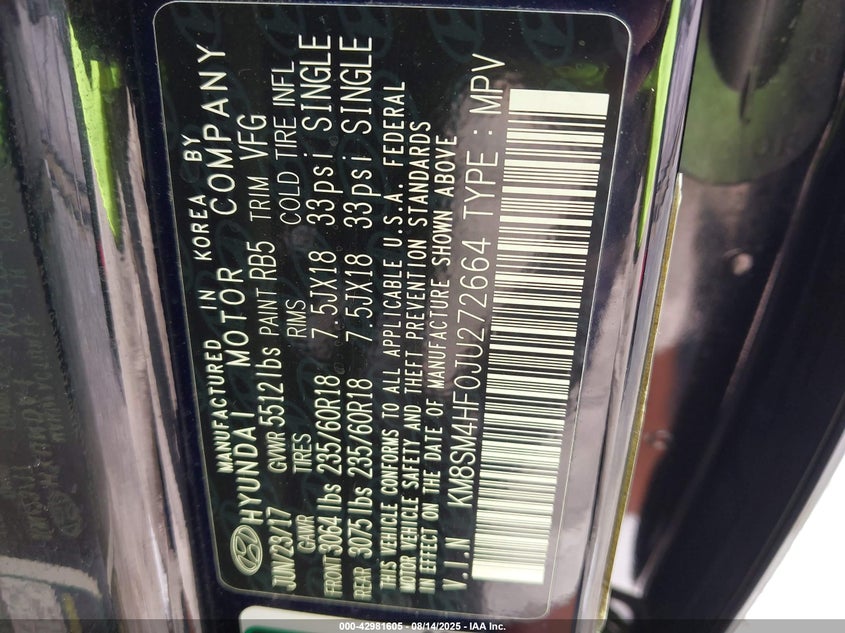 MANUFACTURED IN KOREA BY
HYUNDAI MOTOR COMPANY
JUN/23/17 GVWR 5512 lbs PAINT RB5 TRIM VFG
GAWR TIRES RIMS COLD TIRE INFL
FRONT 3064 lbs 235/60R18 7.5JX18 33psi SINGLE
REAR 3075 lbs 235/60R18 7.5JX18 33psi SINGLE
THIS VEHICLE CONFORMS TO ALL APPLICABLE U.S.A. FEDERAL
MOTOR VEHICLE SAFETY AND THEFT PREVENTION STANDARDS
IN EFFECT ON THE DATE OF MANUFACTURE SHOWN ABOVE
V.I.N KM8SM4HF0JU272664 TYPE : MPV
000-42981605 - 08/14/2025 - IAA Inc.